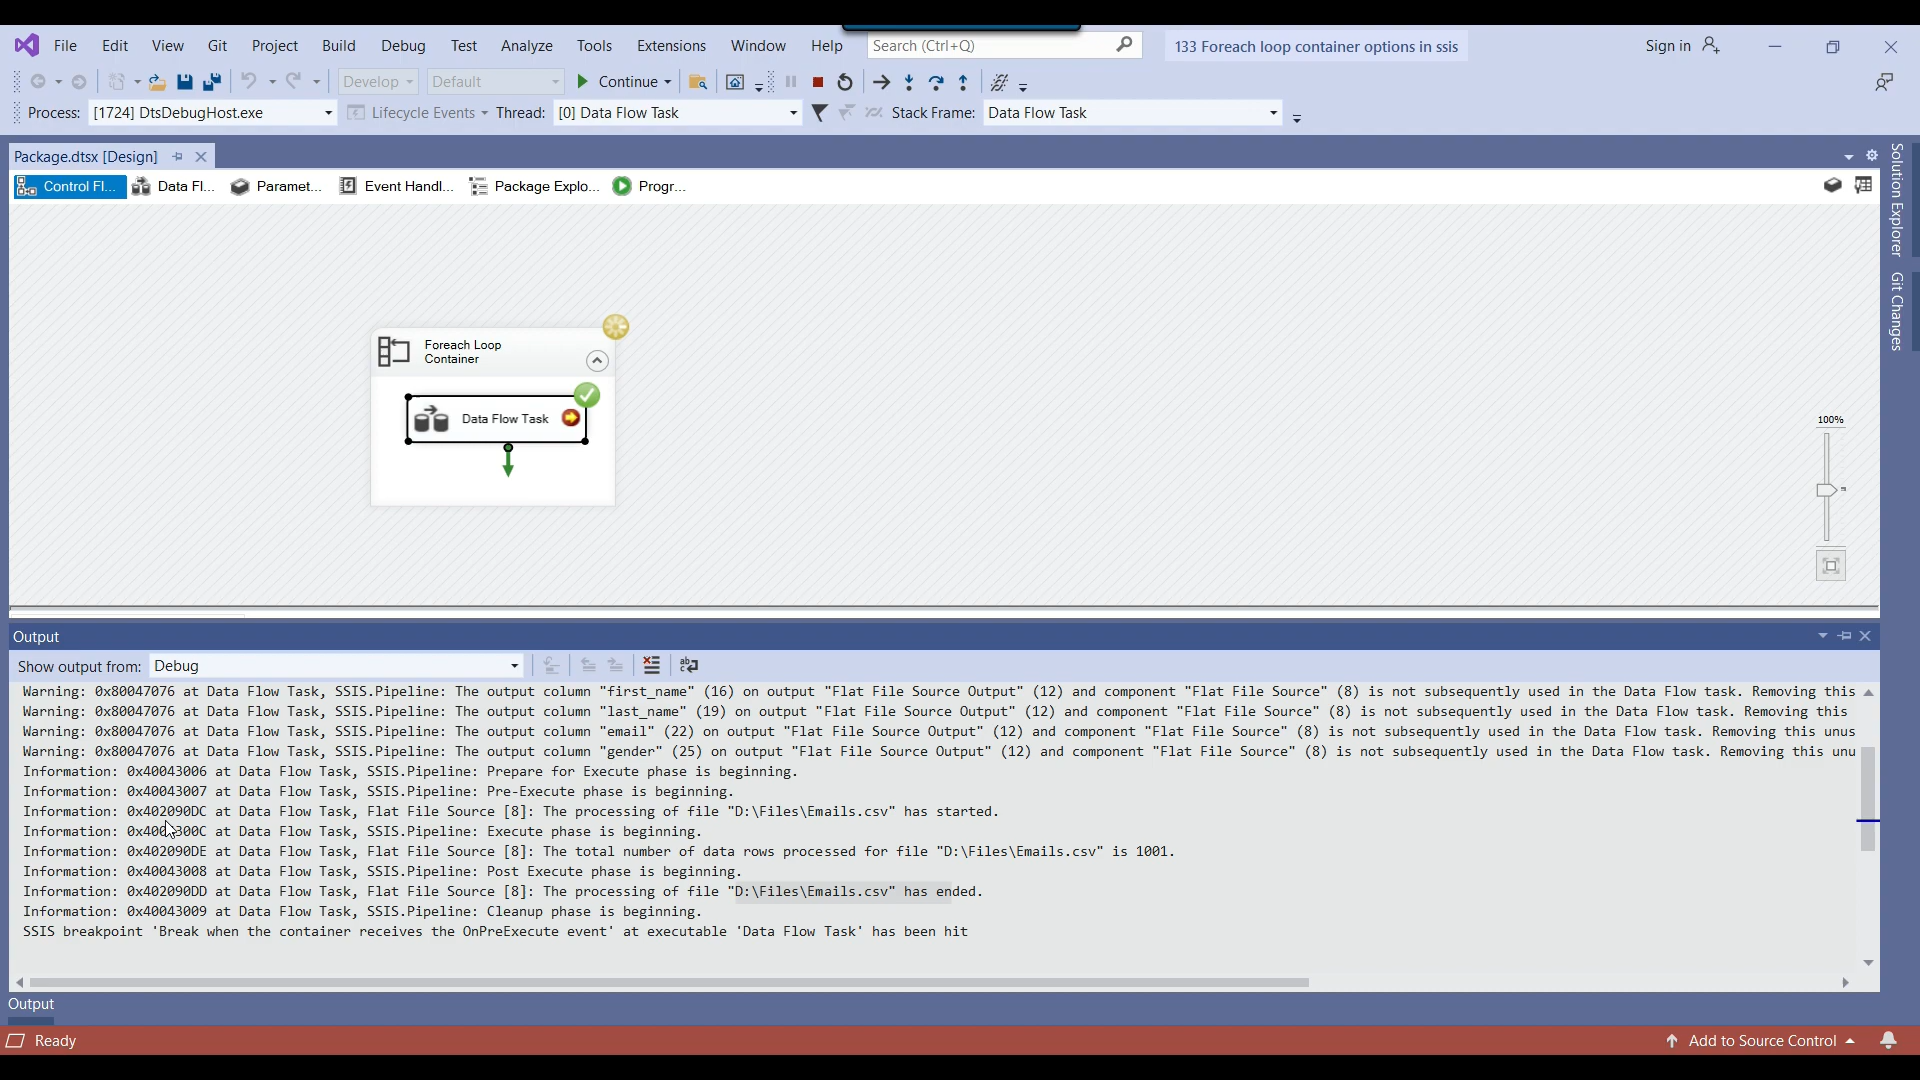 File Edit View Git Project Build Debug Test Analyze Tools Extensions Window Help Search (Ctrl+Q) 133 Foreach loop container options in ssis Sign in
Develop Default Continue
Process: [1724] DtsDebugHost.exe Lifecycle Events Thread: [0] Data Flow Task Stack Frame: Data Flow Task
Package.dtsx [Design]
Control Fl... Data Fl... Paramet... Event Handl... Package Explo... Progr...
Solution Explorer
Git Changes
Foreach Loop
Container
Data Flow Task
100%
Output
Show output from: Debug
Warning: 0x80047076 at Data Flow Task, SSIS.Pipeline: The output column "first_name" (16) on output "Flat File Source Output" (12) and component "Flat File Source" (8) is not subsequently used in the Data Flow task. Removing this
Warning: 0x80047076 at Data Flow Task, SSIS.Pipeline: The output column "last_name" (19) on output "Flat File Source Output" (12) and component "Flat File Source" (8) is not subsequently used in the Data Flow task. Removing this
Warning: 0x80047076 at Data Flow Task, SSIS.Pipeline: The output column "email" (22) on output "Flat File Source Output" (12) and component "Flat File Source" (8) is not subsequently used in the Data Flow task. Removing this unus
Warning: 0x80047076 at Data Flow Task, SSIS.Pipeline: The output column "gender" (25) on output "Flat File Source Output" (12) and component "Flat File Source" (8) is not subsequently used in the Data Flow task. Removing this unu
Information: 0x40043006 at Data Flow Task, SSIS.Pipeline: Prepare for Execute phase is beginning.
Information: 0x40043007 at Data Flow Task, SSIS.Pipeline: Pre-Execute phase is beginning.
Information: 0x402090DC at Data Flow Task, Flat File Source [8]: The processing of file "D:\Files\Emails.csv" has started.
Information: at Data Flow Task, SSIS.Pipeline: Execute phase is beginning.
Information: 0x402090DE at Data Flow Task, Flat File Source [8]: The total number of data rows processed for file "D:\Files\Emails.csv" is 1001.
Information: 0x40043008 at Data Flow Task, SSIS.Pipeline: Post Execute phase is beginning.
Information: 0x402090DD at Data Flow Task, Flat File Source [8]: The processing of file "D:\Files\Emails.csv" has ended.
Information: 0x40043009 at Data Flow Task, SSIS.Pipeline: Cleanup phase is beginning.
SSIS breakpoint 'Break when the container receives the OnPreExecute event' at executable 'Data Flow Task' has been hit
Output
Ready Add to Source Control